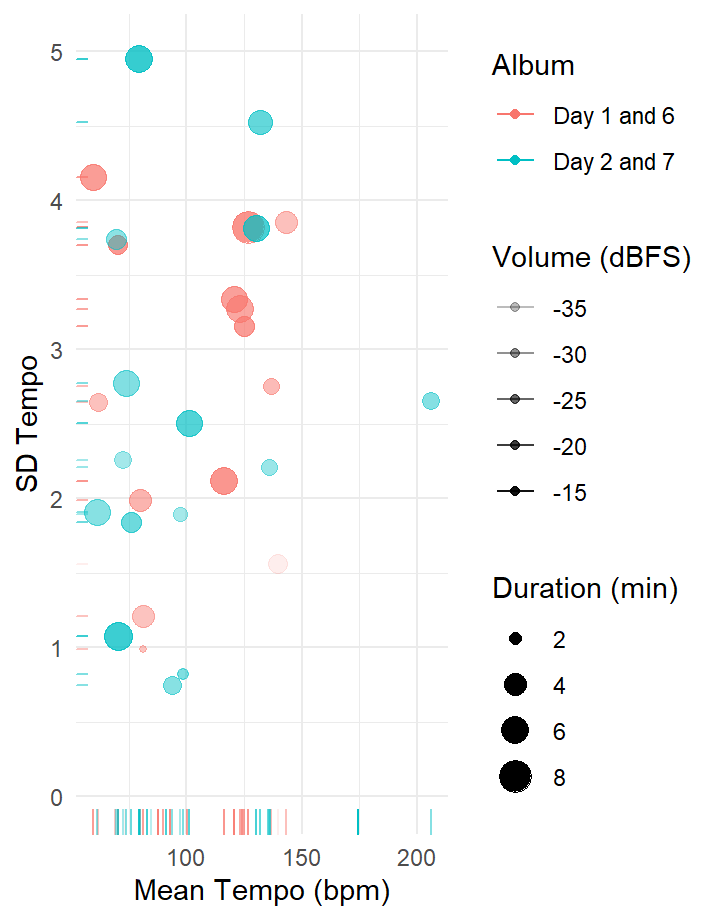 5
4
3
2
1
0
SD Tempo
100 150 200
Mean Tempo (bpm)
Album
Day 1 and 6
Day 2 and 7
Volume (dBFS)
-35
-30
-25
-20
-15
Duration (min)
2
4
6
8